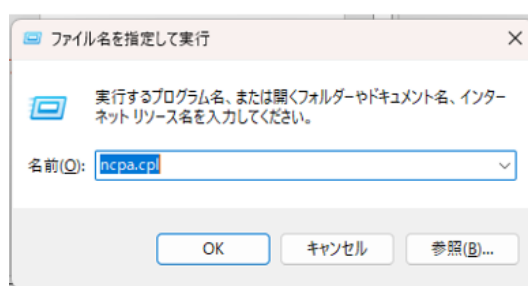 ファイル名を指定して実行
実行するプログラム名、または開くフォルダーやドキュメント名、インター
ネット リソース名を入力してください。
名前(O): ncpa.cpl
OK キャンセル 参照(B)...